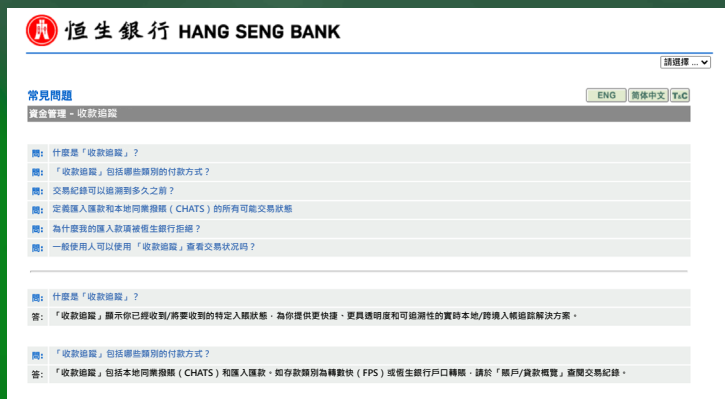 恒生銀行 HANG SENG BANK
請選擇 ...
常見問題
ENG 简体中文 T&C
資金管理 - 收款追蹤
問: 什麼是「收款追蹤」？
問: 「收款追蹤」包括哪些類別的付款方式？
問: 交易紀錄可以追溯到多久之前？
問: 定義匯入匯款和本地同業撥賬（CHATS）的所有可能交易狀態
問: 為什麼我的匯入款項被恆生銀行拒絕？
問: 一般使用人可以使用「收款追蹤」查看交易状况吗？
問: 什麼是「收款追蹤」？
答: 「收款追蹤」顯示你已經收到/將要收到的特定入賬狀態，為你提供更快捷、更具透明度和可追溯性的實時本地/跨境入帳追踪解決方案。
問: 「收款追蹤」包括哪些類別的付款方式？
答: 「收款追蹤」包括本地同業撥賬（CHATS）和匯入匯款。如存款類別為轉數快（FPS）或恆生銀行戶口轉賬，請於「賬戶/貸款概覽」查閱交易紀錄。